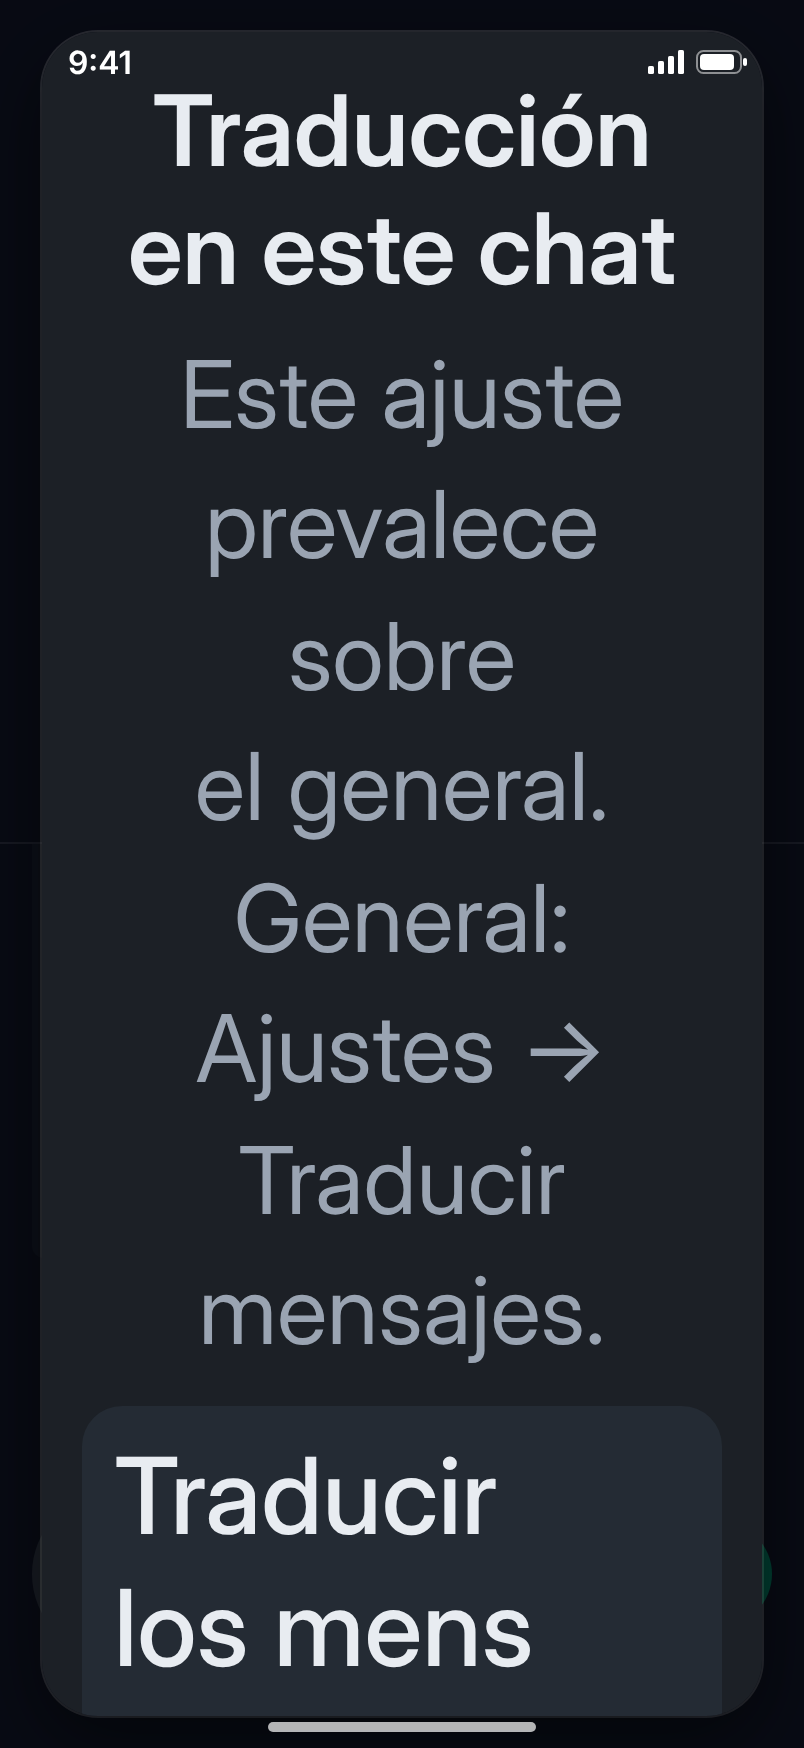 9:41
Traducción
en este chat
Este ajuste
prevalece
sobre
el general.
General:
Ajustes →
Traducir
mensajes.
Traducir
los mens